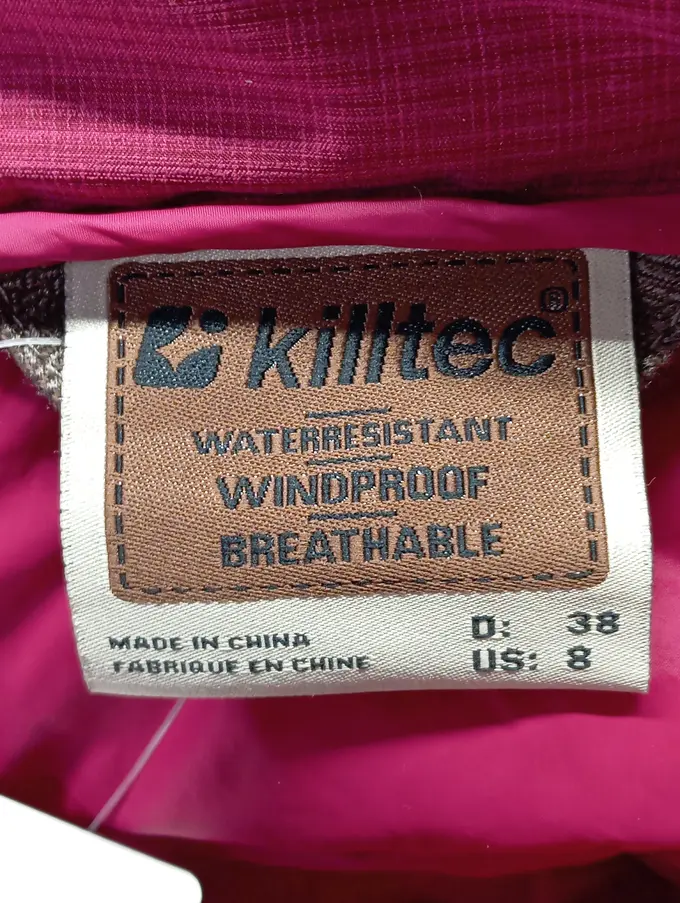 killtec®
WATERRESISTANT
WINDPROOF
BREATHABLE
MADE IN CHINA
FABRIQUE EN CHINE
D: 38
US: 8